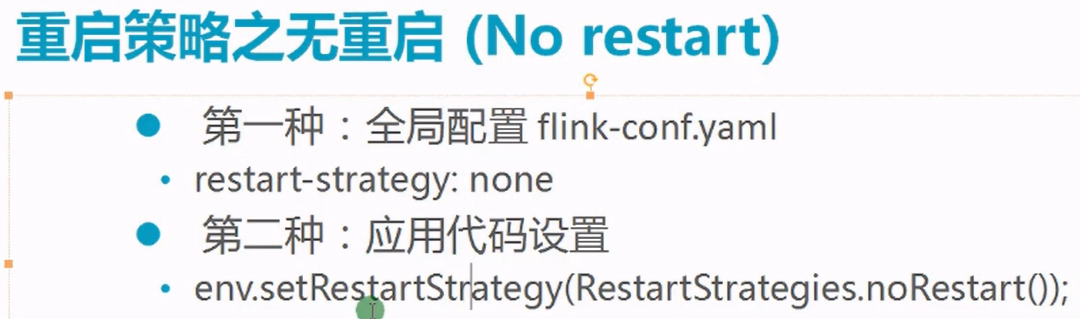 重启策略之无重启 (No restart)
第一种：全局配置 flink-conf.yaml
restart-strategy: none
第二种：应用代码设置
env.setRestartStrategy(RestartStrategies.noRestart());